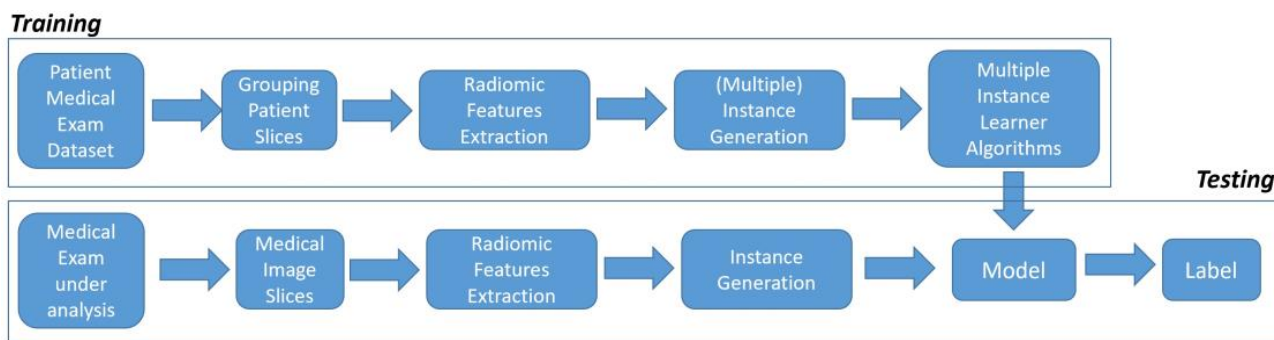 Training
Patient
Medical
Exam
Dataset
Grouping
Patient
Slices
Radiomic
Features
Extraction
(Multiple)
Instance
Generation
Multiple
Instance
Learner
Algorithms
Testing
Medical
Exam
under
analysis
Medical
Image
Slices
Radiomic
Features
Extraction
Instance
Generation
Model
Label